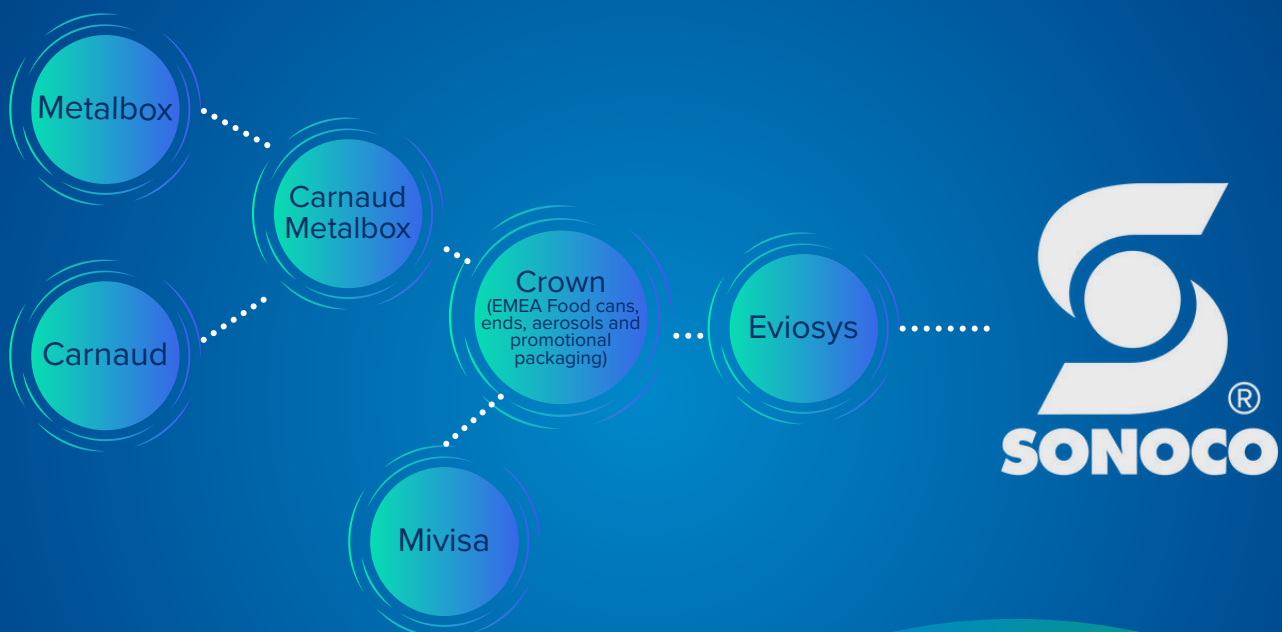 Metalbox
Carnaud
Metalbox
Crown
(EMEA Food cans,
ends, aerosols and
promotional
packaging)
Eviosys
Carnaud
Mivisa
®
SONOCO